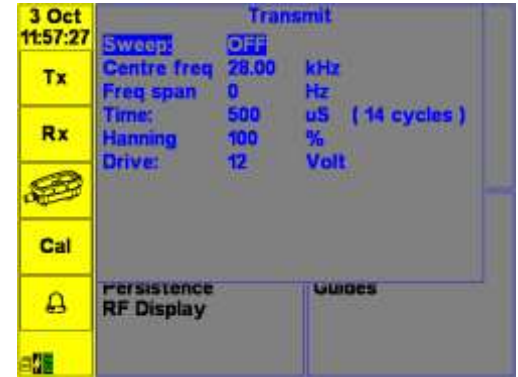 3 Oct
11:57:27
Tx
Rx
Cal
Transmit
Sweep: OFF
Centre freq 28.00 kHz
Freq span 0 Hz
Time: 500 uS ( 14 cycles )
Hanning 100 %
Drive: 12 Volt
Persistence
RF Display
Guides